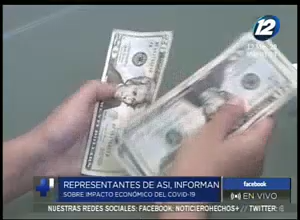 12
REPRESENTANTES DE ASI, INFORMAN
SOBRE IMPACTO ECONÓMICO DEL COVID-19
facebook
EN VIVO
NUESTRAS REDES SOCIALES: FACEBOOK: NOTICIEROHECHOS+ // TWITTER: